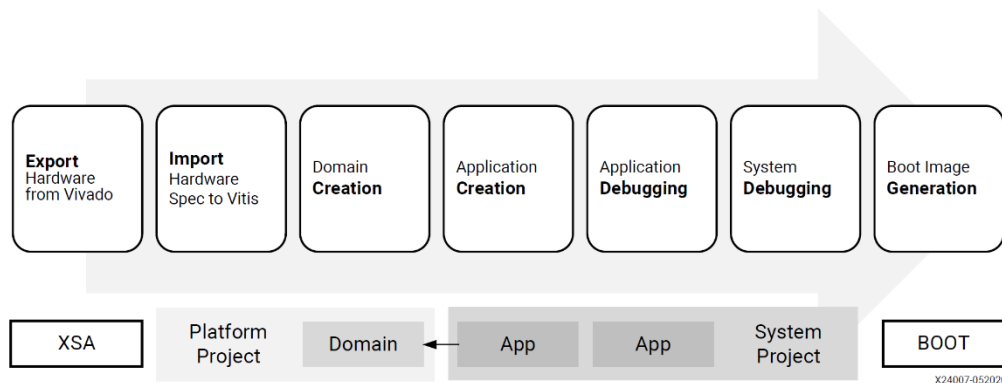 Export
Hardware
from Vivado
Import
Hardware
Spec to Vitis
Domain
Creation
Application
Creation
Application
Debugging
System
Debugging
Boot Image
Generation
XSA
Platform
Project
Domain
App
App
System
Project
BOOT